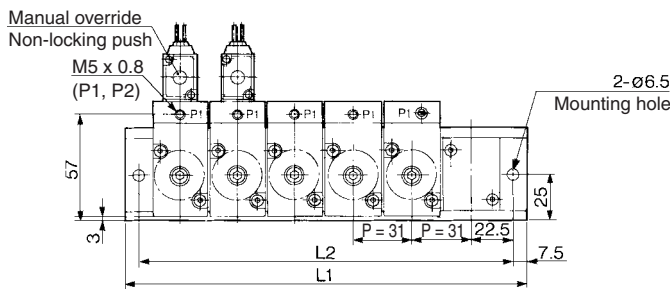 Manual override
Non-locking push
M5 x 0.8
(P1, P2)
2-ø6.5
Mounting hole
P1
P1
P1
P1
P1
57
3
25
P = 31
P = 31
22.5
7.5
L2
L1